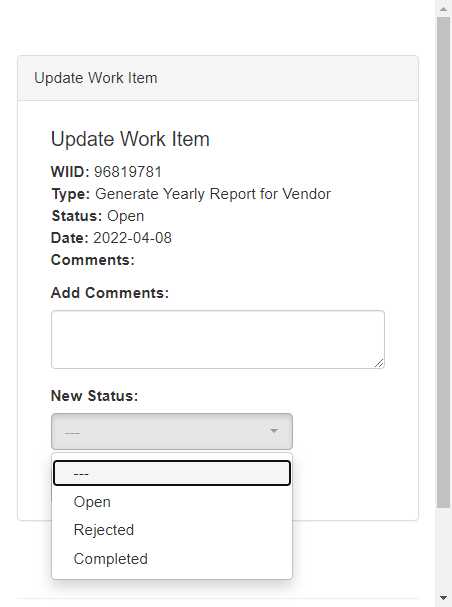 Update Work Item
Update Work Item
WIID: 96819781
Type: Generate Yearly Report for Vendor
Status: Open
Date: 2022-04-08
Comments:
Add Comments:
New Status:
---
---
Open
Rejected
Completed